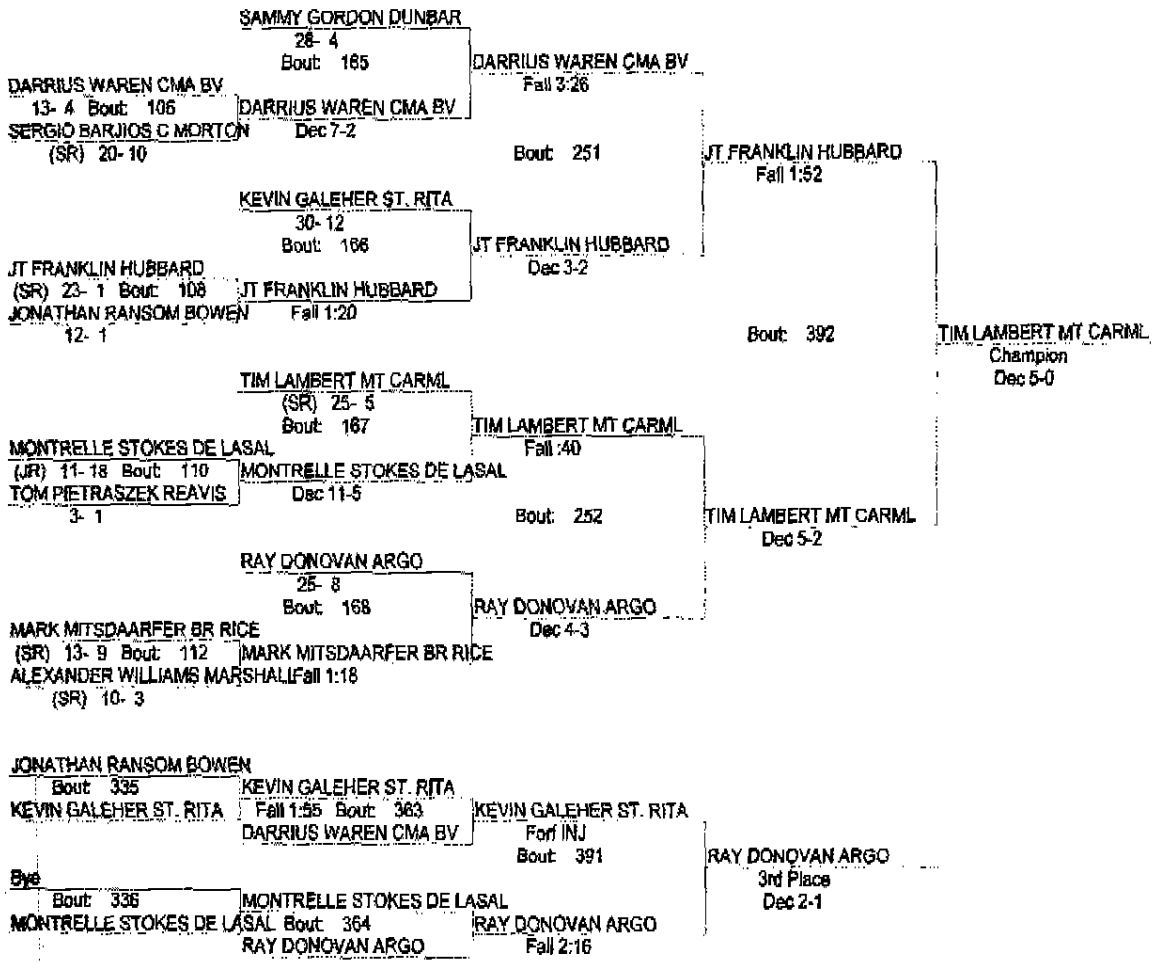 SAMMY GORDON DUNBAR
28- 4
Bout: 165
DARRIUS WAREN CMA BV
Fall 3:26
DARRIUS WAREN CMA BV
13- 4 Bout: 106
DARRIUS WAREN CMA BV
SERGIO BARJIOS C MORTON
Dec 7-2
(SR) 20- 10
Bout: 251
JT FRANKLIN HUBBARD
Fall 1:52
KEVIN GALEHER ST. RITA
30- 12
Bout: 166
JT FRANKLIN HUBBARD
Dec 3-2
JT FRANKLIN HUBBARD
(SR) 23- 1 Bout: 108
JT FRANKLIN HUBBARD
JONATHAN RANSOM BOWEN
Fall 1:20
12- 1
Bout: 392
TIM LAMBERT MT CARML
Champion
Dec 5-0
TIM LAMBERT MT CARML
(SR) 25- 5
Bout: 167
TIM LAMBERT MT CARML
Fall :40
MONTRELLE STOKES DE LASAL
(JR) 11- 18 Bout: 110
MONTRELLE STOKES DE LASAL
TOM PIETRASZEK REAVIS
Dec 11-5
3- 1
Bout: 252
TIM LAMBERT MT CARML
Dec 5-2
RAY DONOVAN ARGO
25- 8
Bout: 168
RAY DONOVAN ARGO
Dec 4-3
MARK MITSDAARFER BR RICE
(SR) 13- 9 Bout: 112
MARK MITSDAARFER BR RICE
ALEXANDER WILLIAMS MARSHALL
Fall 1:18
(SR) 10- 3
JONATHAN RANSOM BOWEN
Bout: 335
KEVIN GALEHER ST. RITA
KEVIN GALEHER ST. RITA
Fall 1:55 Bout: 363
KEVIN GALEHER ST. RITA
DARRIUS WAREN CMA BV
Forf INJ
Bout: 391
RAY DONOVAN ARGO
3rd Place
Dec 2-1
Bye
Bout: 336
MONTRELLE STOKES DE LASAL
MONTRELLE STOKES DE LASAL
Bout: 364
RAY DONOVAN ARGO
RAY DONOVAN ARGO
Fall 2:16